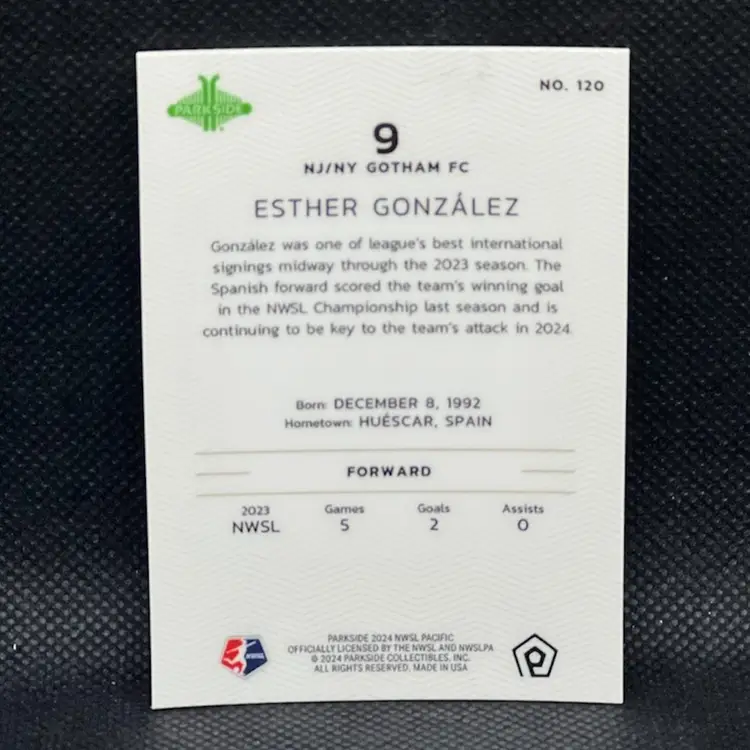 PARKSIDE
NO. 120
9
NJ/NY GOTHAM FC
ESTHER GONZÁLEZ
González was one of league's best international
signings midway through the 2023 season. The
Spanish forward scored the team's winning goal
in the NWSL Championship last season and is
continuing to be key to the team's attack in 2024.
Born: DECEMBER 8, 1992
Hometown: HUÉSCAR, SPAIN
FORWARD
2023 Games Goals Assists
NWSL 5 2 0
PARKSIDE 2024 NWSL PACIFIC
OFFICIALLY LICENSED BY THE NWSL AND NWSLPA
© 2024 PARKSIDE COLLECTIBLES, INC.
ALL RIGHTS RESERVED. MADE IN USA